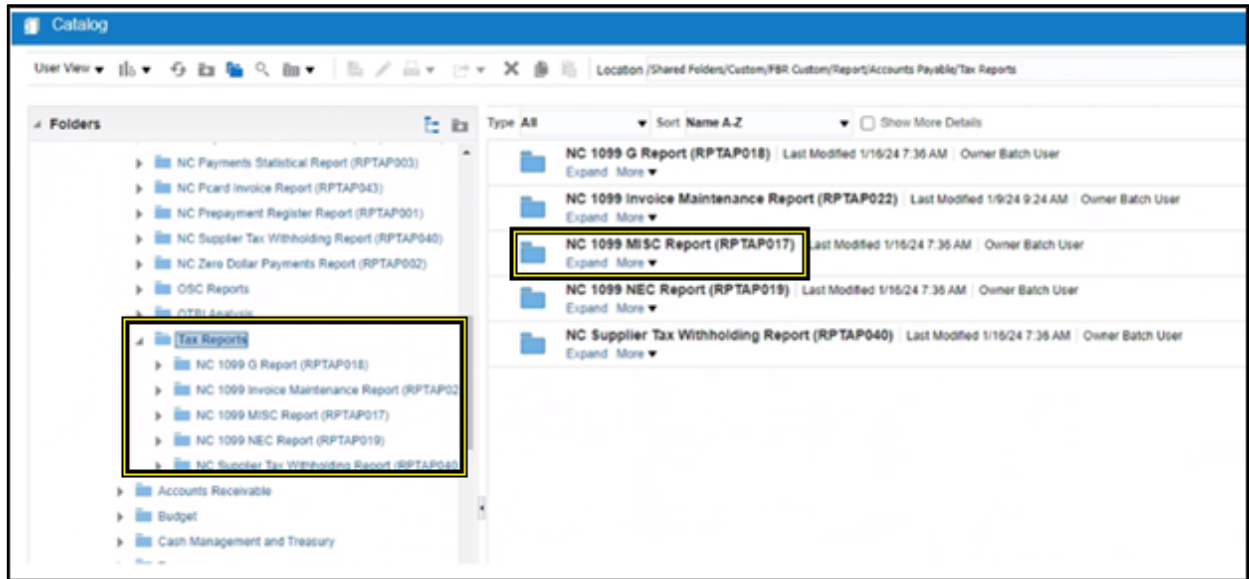 Catalog
User View
Location /Shared Folders/Custom/FBR Custom/Report/Accounts Payable/Tax Reports
Folders
NC Payments Statistical Report (RPTAP003)
NC Pcard Invoice Report (RPTAP043)
NC Prepayment Register Report (RPTAP001)
NC Supplier Tax Withholding Report (RPTAP040)
NC Zero Dollar Payments Report (RPTAP002)
OSC Reports
OTBI Analysis
Tax Reports
NC 1099 G Report (RPTAP018)
NC 1099 Invoice Maintenance Report (RPTAP02
NC 1099 MISC Report (RPTAP017)
NC 1099 NEC Report (RPTAP019)
NC Supplier Tax Withholding Report (RPTAP040
Accounts Receivable
Budget
Cash Management and Treasury
Type All Sort Name A-Z Show More Details
NC 1099 G Report (RPTAP018) Last Modified 1/16/24 7:36 AM Owner Batch User
Expand More
NC 1099 Invoice Maintenance Report (RPTAP022) Last Modified 1/9/24 9:24 AM Owner Batch User
Expand More
NC 1099 MISC Report (RPTAP017) Last Modified 1/16/24 7:36 AM Owner Batch User
Expand More
NC 1099 NEC Report (RPTAP019) Last Modified 1/16/24 7:36 AM Owner Batch User
Expand More
NC Supplier Tax Withholding Report (RPTAP040) Last Modified 1/16/24 7:36 AM Owner Batch User
Expand More